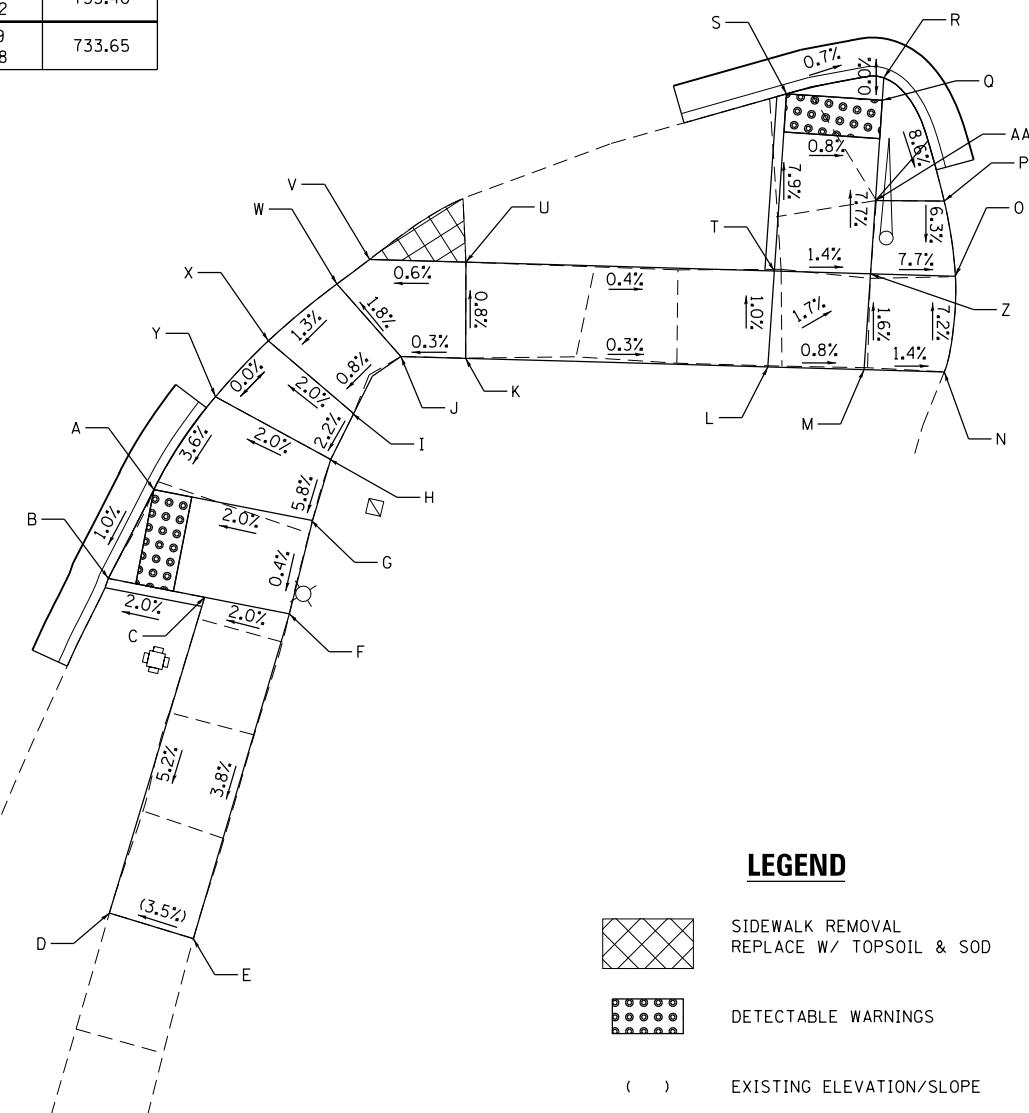 733.65
S
R
0.7%
0.0%
Q
8.6%
AA
P
0.8%
7.9%
7.7%
6.3%
O
V
W
U
T
1.4%
7.7%
Z
X
0.6%
0.4%
1.8%
0.8%
1.0%
1.7%
1.6%
7.2%
Y
1.3%
0.3%
0.3%
0.8%
1.4%
0.0%
0.8%
J
K
L
M
N
2.0%
2.2%
I
A
3.6%
2.0%
H
5.8%
B
1.0%
2.0%
G
0.4%
2.0%
2.0%
C
F
5.2%
3.8%
D
(3.5%)
E
LEGEND
SIDEWALK REMOVAL
REPLACE W/ TOPSOIL & SOD
DETECTABLE WARNINGS
( ) EXISTING ELEVATION/SLOPE